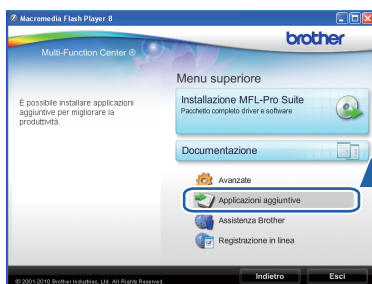 Macromedia Flash Player 8
brother
Multi-Function Center ®
Menu superiore
È possibile installare applicazioni
aggiuntive per migliorare la
produttività.
Installazione MFL-Pro Suite
Pacchetto completo driver e software
Documentazione
Avanzate
Applicazioni aggiuntive
Assistenza Brother
Registrazione in linea
© 2001-2010 Brother Industries, Ltd. All Rights Reserved.
Indietro
Esci